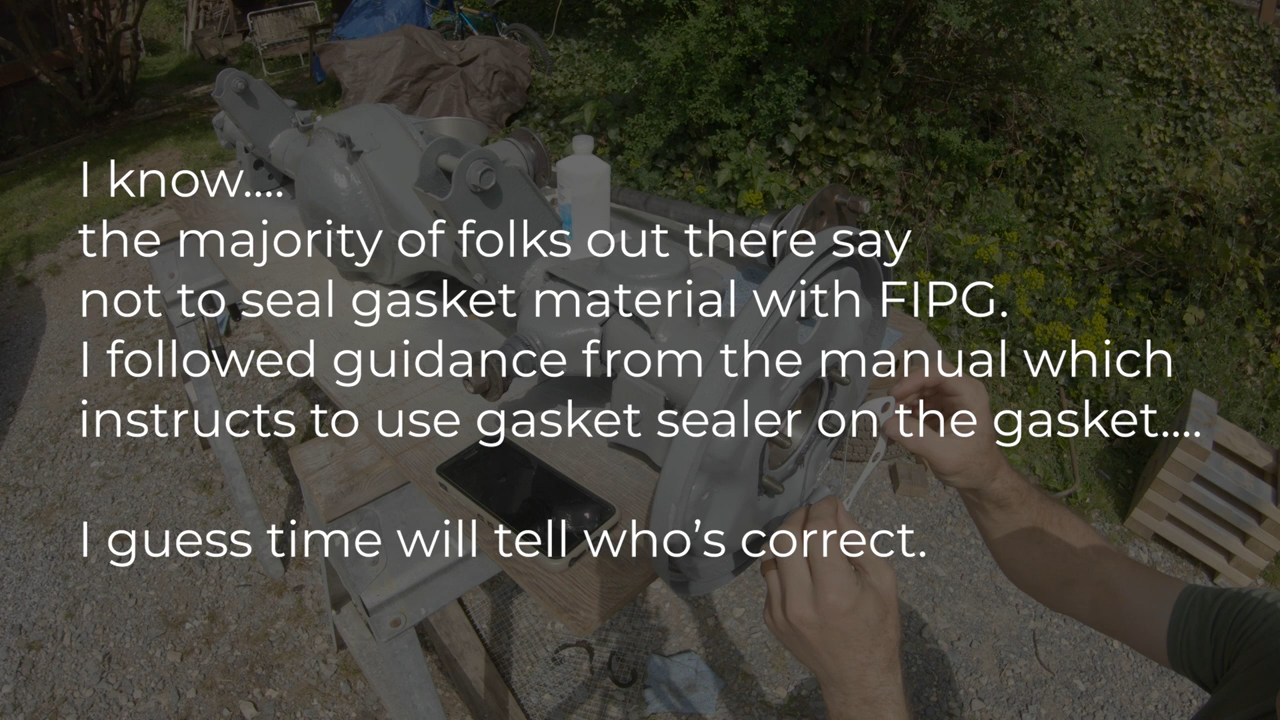 I know....
the majority of folks out there say
not to seal gasket material with FIPG.
I followed guidance from the manual which
instructs to use gasket sealer on the gasket....
I guess time will tell who’s correct.